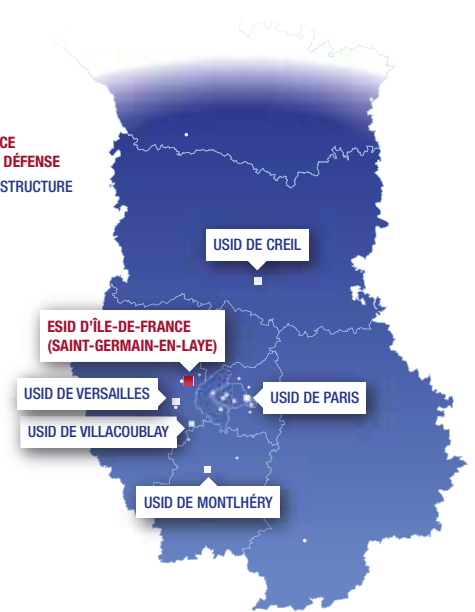 CE
DÉFENSE
STRUCTURE
USID DE CREIL
ESID D'ÎLE-DE-FRANCE
(SAINT-GERMAIN-EN-LAYE)
USID DE VERSAILLES
USID DE PARIS
USID DE VILLACOUBLAY
USID DE MONTLHÉRY